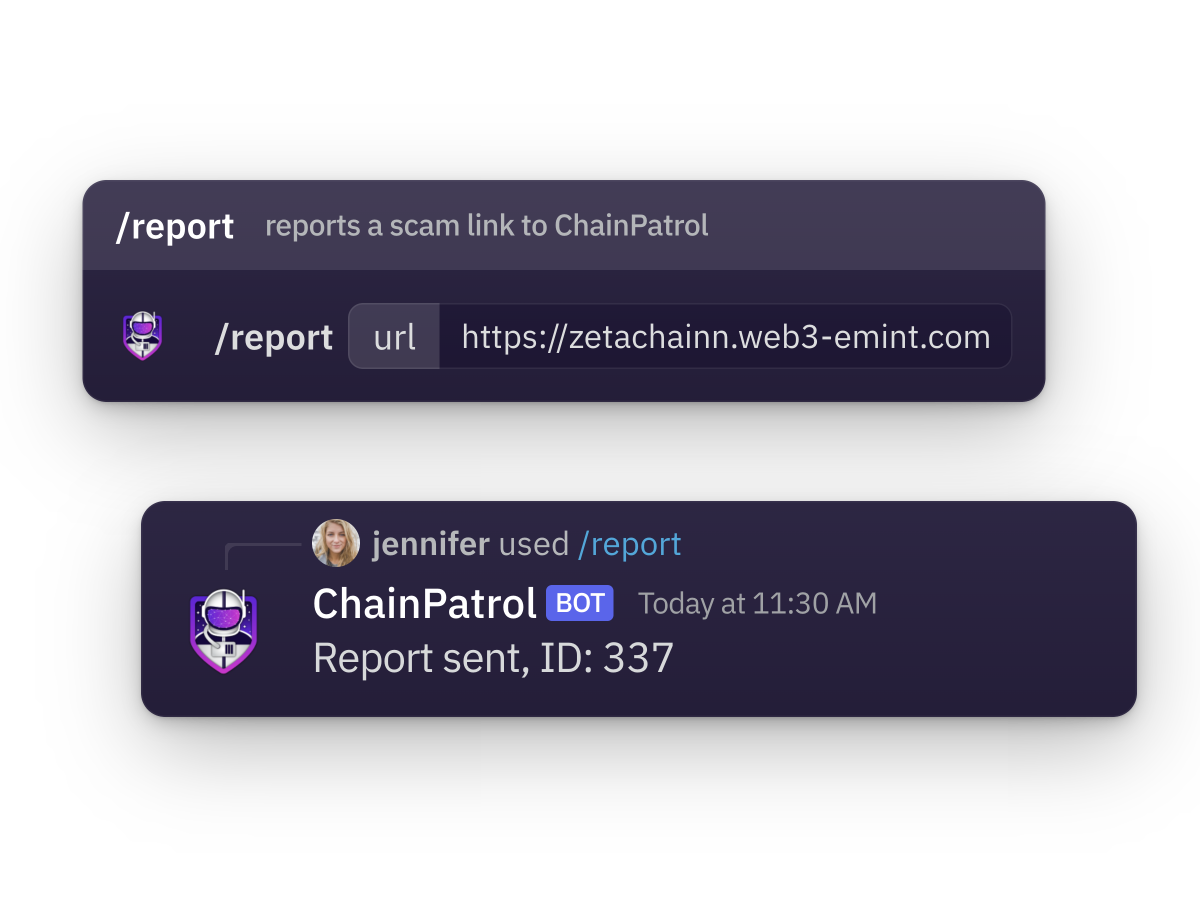 /report reports a scam link to ChainPatrol
/report url https://zetachainn.web3-emint.com
jennifer used /report
ChainPatrol BOT Today at 11:30 AM
Report sent, ID: 337